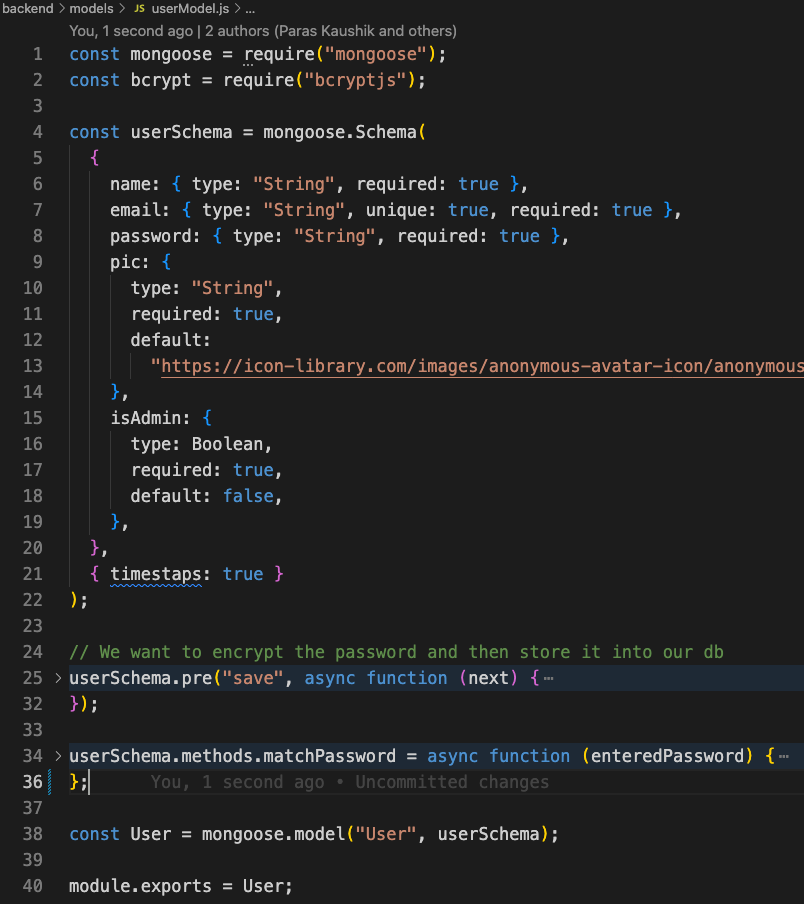 backend > models > JS userModel.js > ...
You, 1 second ago | 2 authors (Paras Kaushik and others)
1 const mongoose = require("mongoose");
2 const bcrypt = require("bcryptjs");
3
4 const userSchema = mongoose.Schema(
5 {
6 name: { type: "String", required: true },
7 email: { type: "String", unique: true, required: true },
8 password: { type: "String", required: true },
9 pic: {
10 type: "String",
11 required: true,
12 default:
13 "https://icon-library.com/images/anonymous-avatar-icon/anonymous
14 },
15 isAdmin: {
16 type: Boolean,
17 required: true,
18 default: false,
19 },
20 },
21 { timestaps: true }
22 );
23
24 // We want to encrypt the password and then store it into our db
25 > userSchema.pre("save", async function (next) { ⋯
32 });
33
34 > userSchema.methods.matchPassword = async function (enteredPassword) { ⋯
36 }; You, 1 second ago • Uncommitted changes
37
38 const User = mongoose.model("User", userSchema);
39
40 module.exports = User;